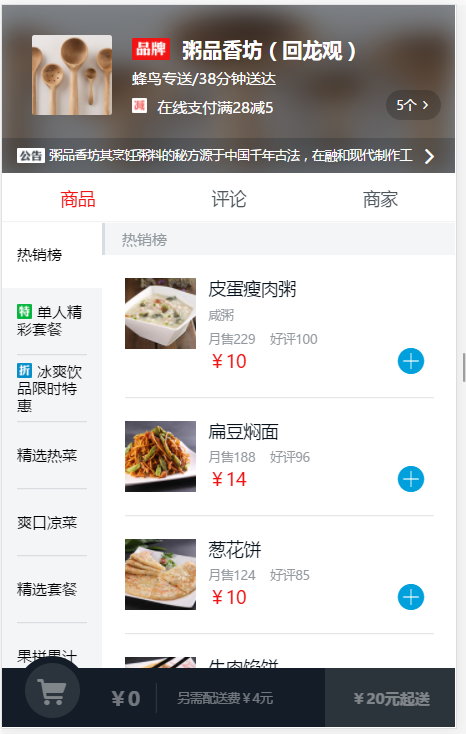 品牌 粥品香坊（回龙观）
蜂鸟专送/38分钟送达
减 在线支付满28减5
5个 >
公告 粥品香坊其烹饪粥料的秘方源于中国千年古法，在融和现代制作工 >
商品 评论 商家
热销榜
特 单人精
彩套餐
折 冰爽饮
品限时特
惠
精选热菜
爽口凉菜
精选套餐
果拼果汁
热销榜
皮蛋瘦肉粥
咸粥
月售229 好评100
￥10
扁豆焖面
月售188 好评96
￥14
葱花饼
月售124 好评85
￥10
牛肉馅饼
￥0 另需配送费￥4元 ￥20元起送